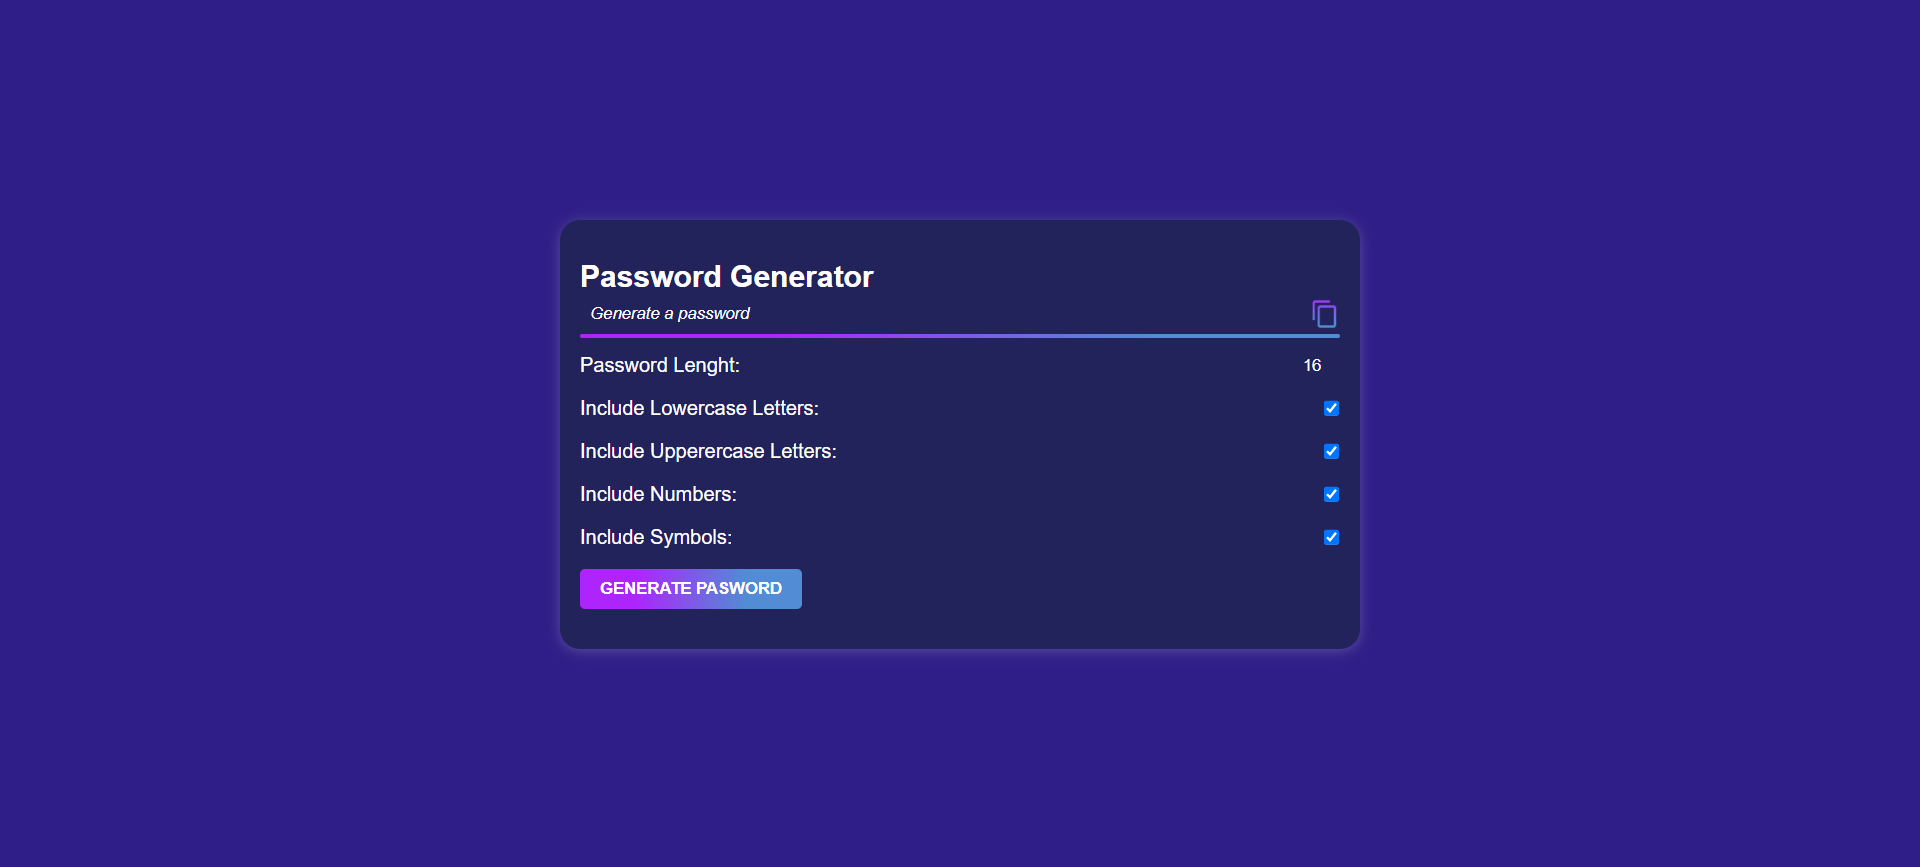 Password Generator
Generate a password
Password Lenght: 16
Include Lowercase Letters:
Include Upperercase Letters:
Include Numbers:
Include Symbols:
GENERATE PASWORD